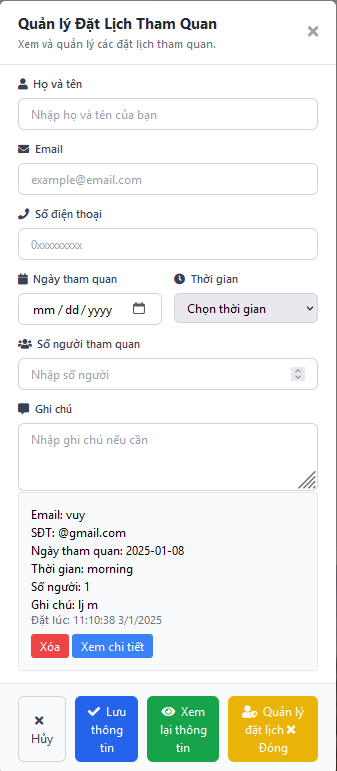 Quản lý Đặt Lịch Tham Quan
Xem và quản lý các đặt lịch tham quan.
Họ và tên
Nhập họ và tên của bạn
Email
example@email.com
Số điện thoại
0xxxxxxxxx
Ngày tham quan
Thời gian
mm/dd/yyyy
Chọn thời gian
Số người tham quan
Nhập số người
Ghi chú
Nhập ghi chú nếu cần
Email: vuy
SĐT: @gmail.com
Ngày tham quan: 2025-01-08
Thời gian: morning
Số người: 1
Ghi chú: lj m
Đặt lúc: 11:10:38 3/1/2025
Xóa
Xem chi tiết
Hủy
Lưu
thông
tin
Xem
lại thông
tin
Quản lý
đặt lịch
Đóng